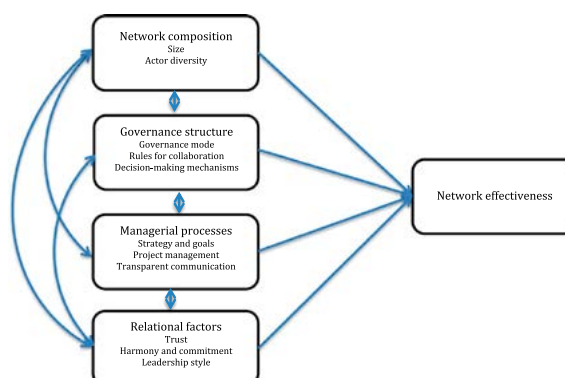 Network composition
Size
Actor diversity
Governance structure
Governance mode
Rules for collaboration
Decision-making mechanisms
Managerial processes
Strategy and goals
Project management
Transparent communication
Relational factors
Trust
Harmony and commitment
Leadership style
Network effectiveness